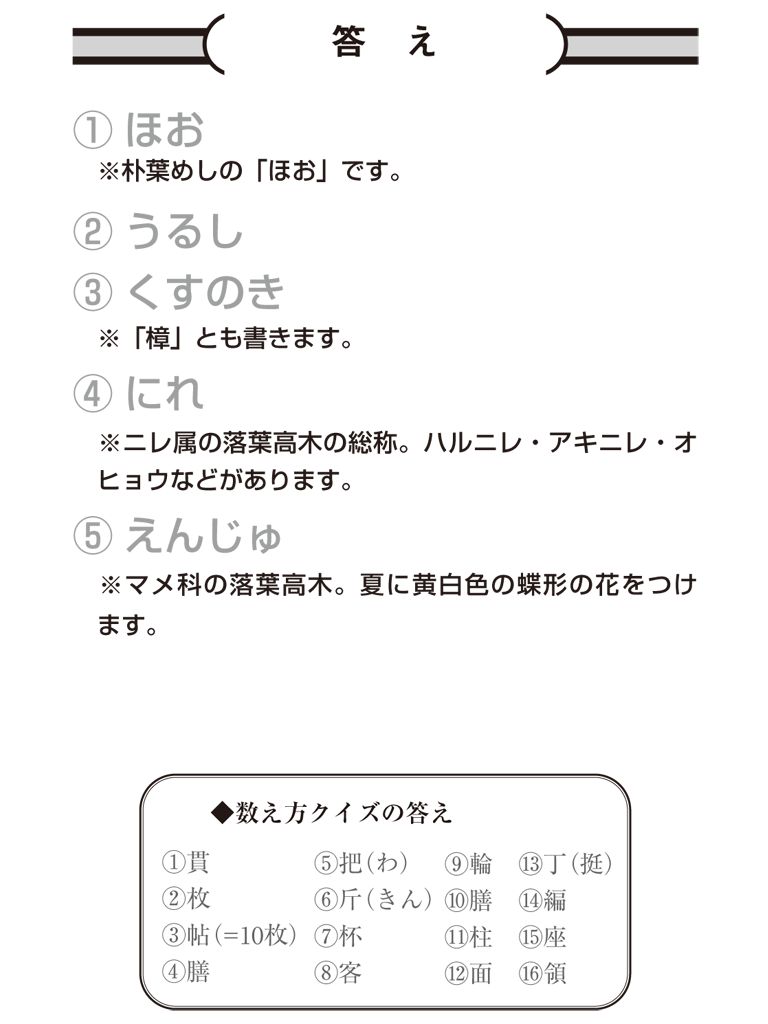 答え
① ほお
※朴葉めしの「ほお」です。
② うるし
③ くすのき
※「樟」とも書きます。
④ にれ
※ニレ属の落葉高木の総称。ハルニレ・アキニレ・オ
ヒョウなどがあります。
⑤ えんじゅ
※マメ科の落葉高木。夏に黄白色の蝶形の花をつけ
ます。
◆数え方クイズの答え
①貫
②枚
③帖(=10枚)
④膳
⑤把(わ)
⑥斤(きん)
⑦杯
⑧客
⑨輪
⑩膳
⑪柱
⑫面
⑬丁(挺)
⑭編
⑮座
⑯領